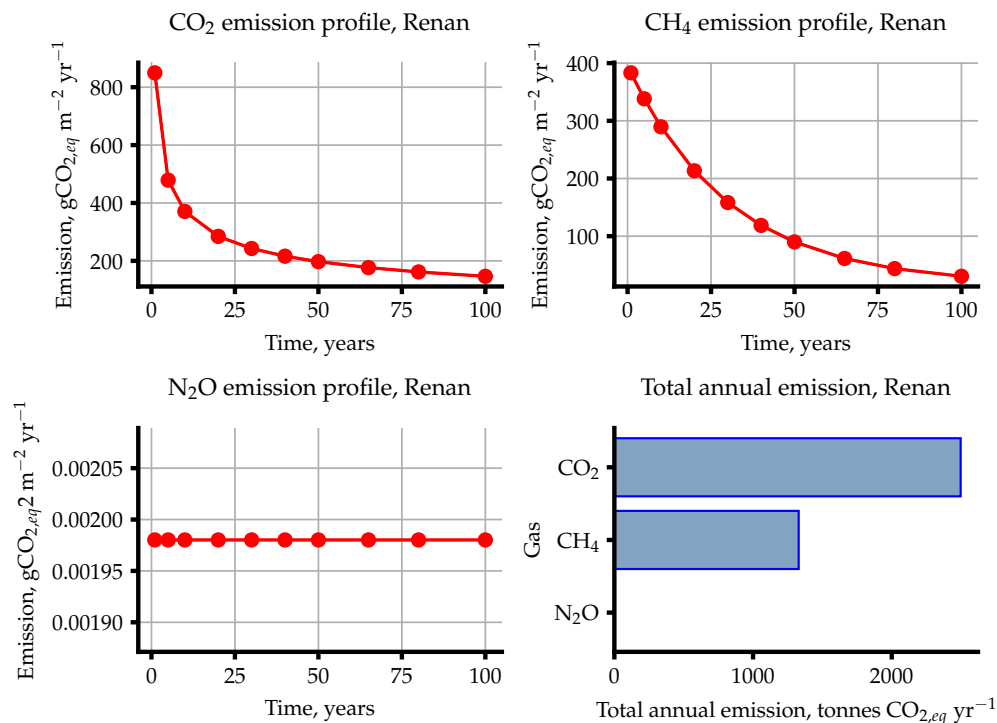 CO₂ emission profile, Renan
Emission, gCO₂,eq m⁻² yr⁻¹
800
600
400
200
0 25 50 75 100
Time, years
CH₄ emission profile, Renan
Emission, gCO₂,eq m⁻² yr⁻¹
400
300
200
100
0 25 50 75 100
Time, years
N₂O emission profile, Renan
Emission, gCO₂,eq2 m⁻² yr⁻¹
0.00205
0.00200
0.00195
0.00190
0 25 50 75 100
Time, years
Total annual emission, Renan
Gas
CO₂
CH₄
N₂O
0 1000 2000
Total annual emission, tonnes CO₂,eq yr⁻¹